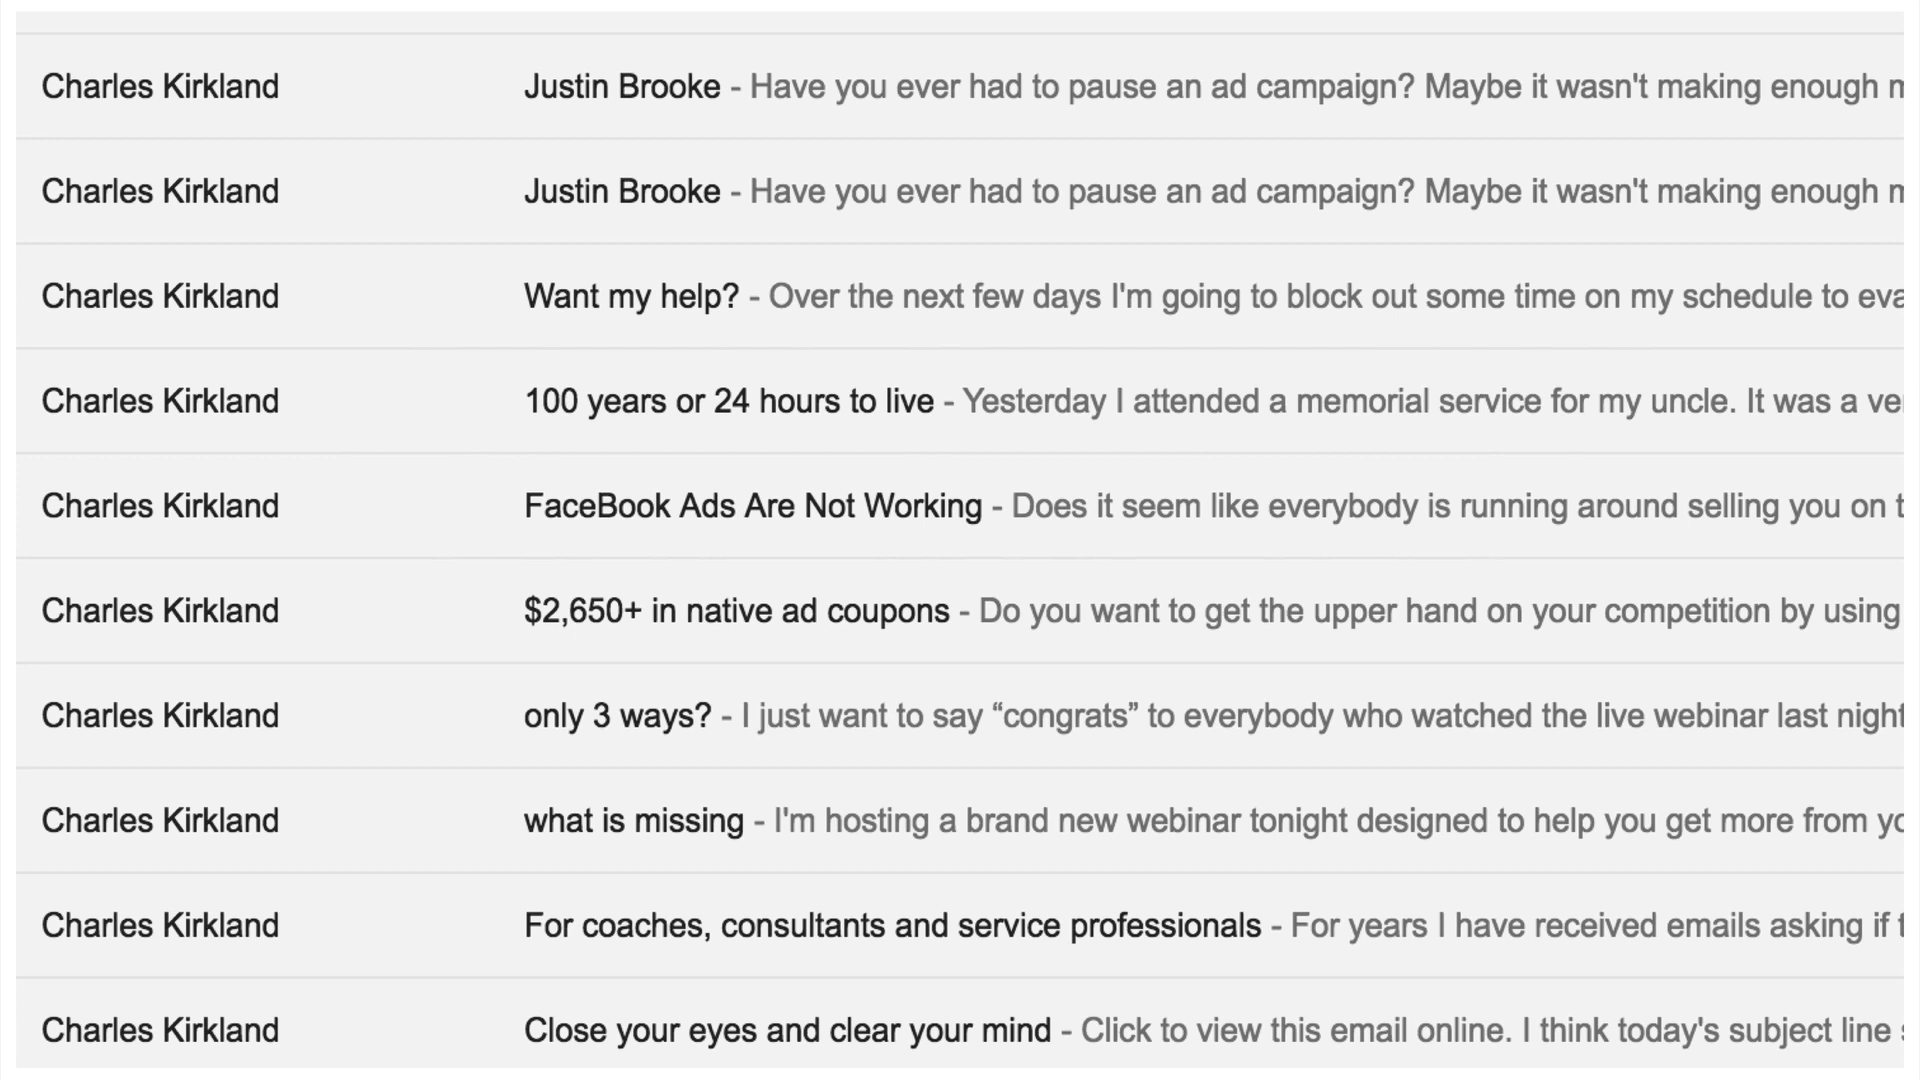 Charles Kirkland Justin Brooke - Have you ever had to pause an ad campaign? Maybe it wasn't making enough
Charles Kirkland Justin Brooke - Have you ever had to pause an ad campaign? Maybe it wasn't making enough
Charles Kirkland Want my help? - Over the next few days I'm going to block out some time on my schedule to
Charles Kirkland 100 years or 24 hours to live - Yesterday I attended a memorial service for my uncle. It was a
Charles Kirkland FaceBook Ads Are Not Working - Does it seem like everybody is running around selling you on
Charles Kirkland $2,650+ in native ad coupons - Do you want to get the upper hand on your competition by using
Charles Kirkland only 3 ways? - I just want to say “congrats” to everybody who watched the live webinar last night
Charles Kirkland what is missing - I'm hosting a brand new webinar tonight designed to help you get more from
Charles Kirkland For coaches, consultants and service professionals - For years I have received emails asking if
Charles Kirkland Close your eyes and clear your mind - Click to view this email online. I think today's subject line